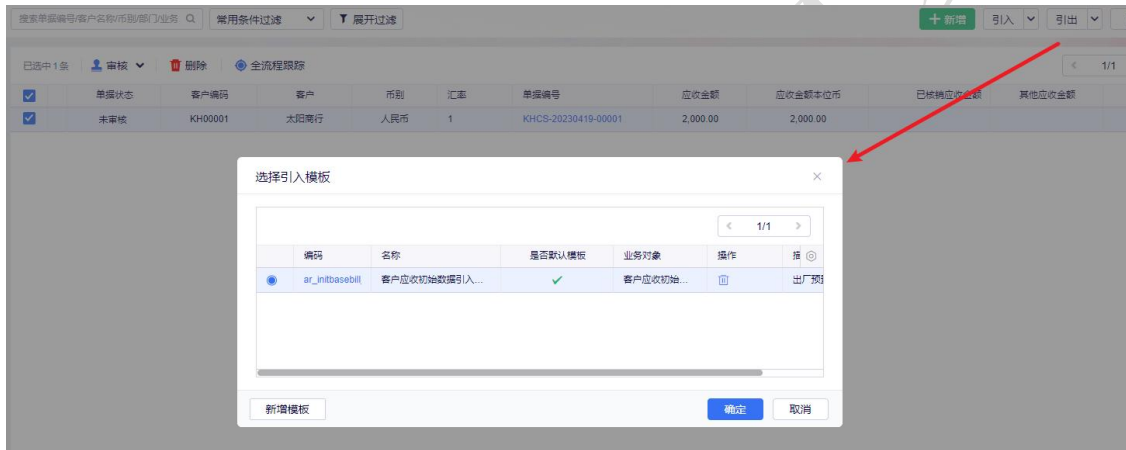 搜索单据编号/客户名称/币别/部门/业务 常用条件过滤 展开过滤 新增 引入 引出
已选中1条 审核 删除 全流程跟踪 1/1
单据状态 客户编码 客户 币别 汇率 单据编号 应收金额 应收金额本位币 已核销应收金额 其他应收金额
未审核 KH00001 太阳商行 人民币 1 KHCS-20230419-00001 2,000.00 2,000.00
选择引入模板
1/1
编码 名称 是否默认模板 业务对象 操作
ar_initbasebill 客户应收初始数据引入... 客户应收初始... 出厂预
新增模板 确定 取消